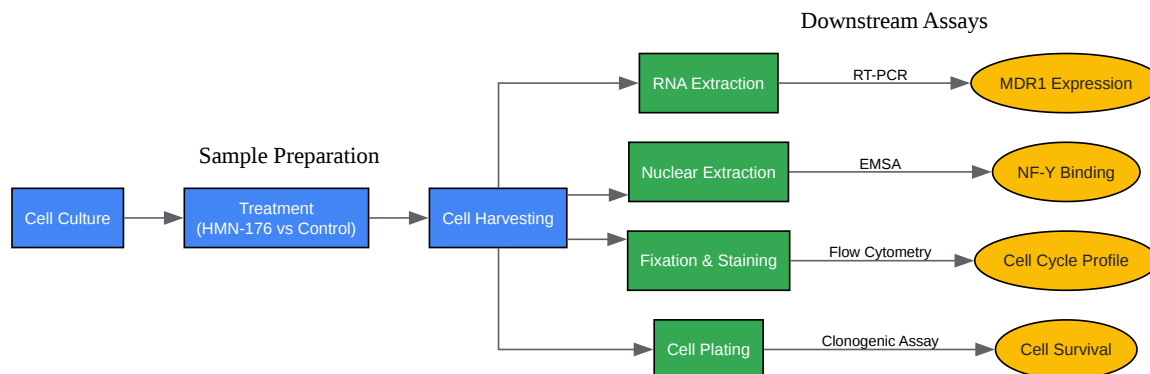 Downstream Assays
RNA Extraction
RT-PCR
MDR1 Expression
Sample Preparation
Nuclear Extraction
EMSA
NF-Y Binding
Cell Culture
Treatment
(HMN-176 vs Control)
Cell Harvesting
Fixation & Staining
Flow Cytometry
Cell Cycle Profile
Cell Plating
Clonogenic Assay
Cell Survival